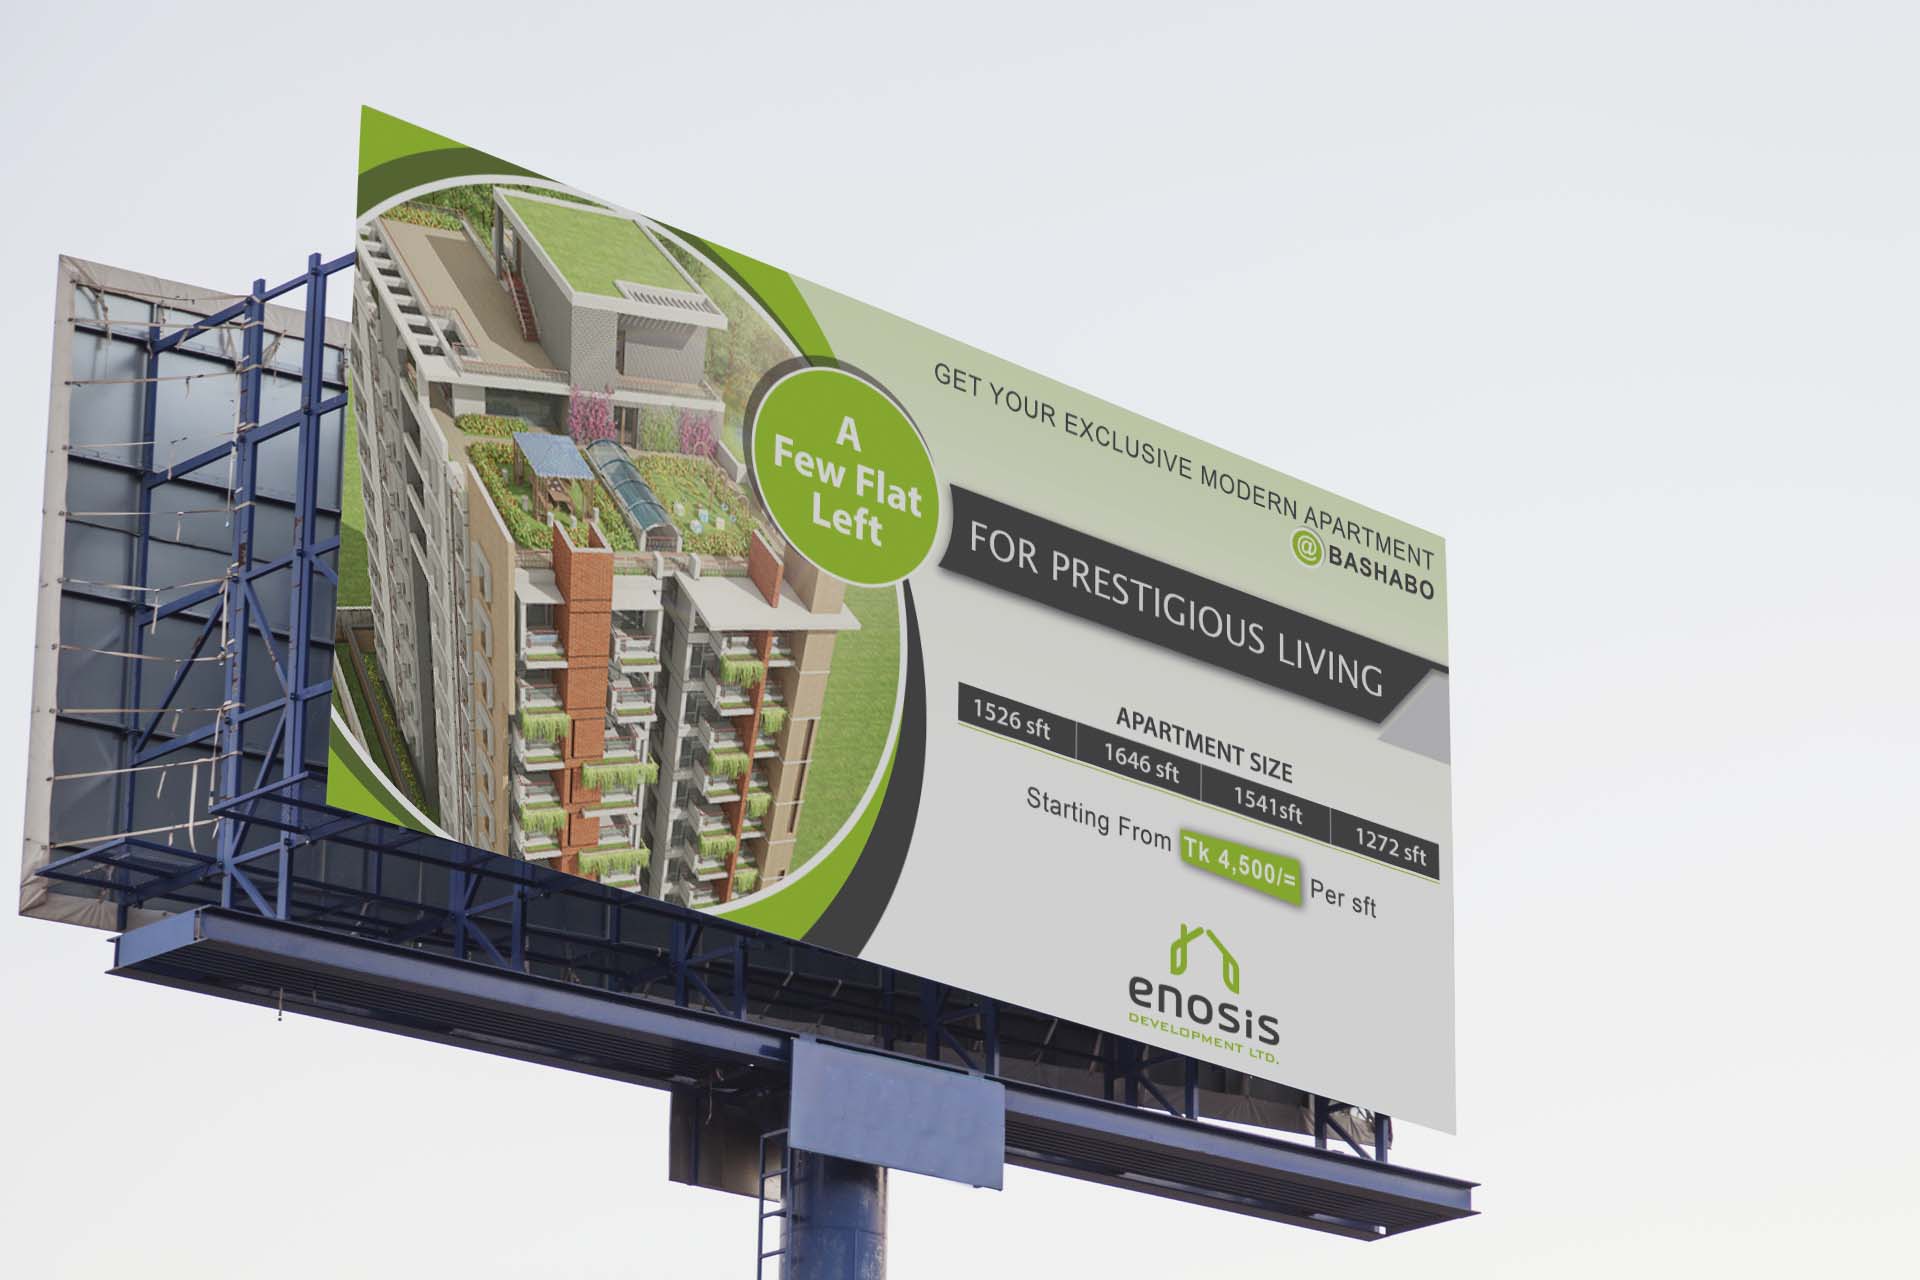 A
Few Flat
Left
GET YOUR EXCLUSIVE MODERN APARTMENT
@ BASHABO
FOR PRESTIGIOUS LIVING
APARTMENT SIZE
1526 sft 1646 sft 1541sft 1272 sft
Starting From Tk 4,500/= Per sft
enosis
DEVELOPMENT LTD.